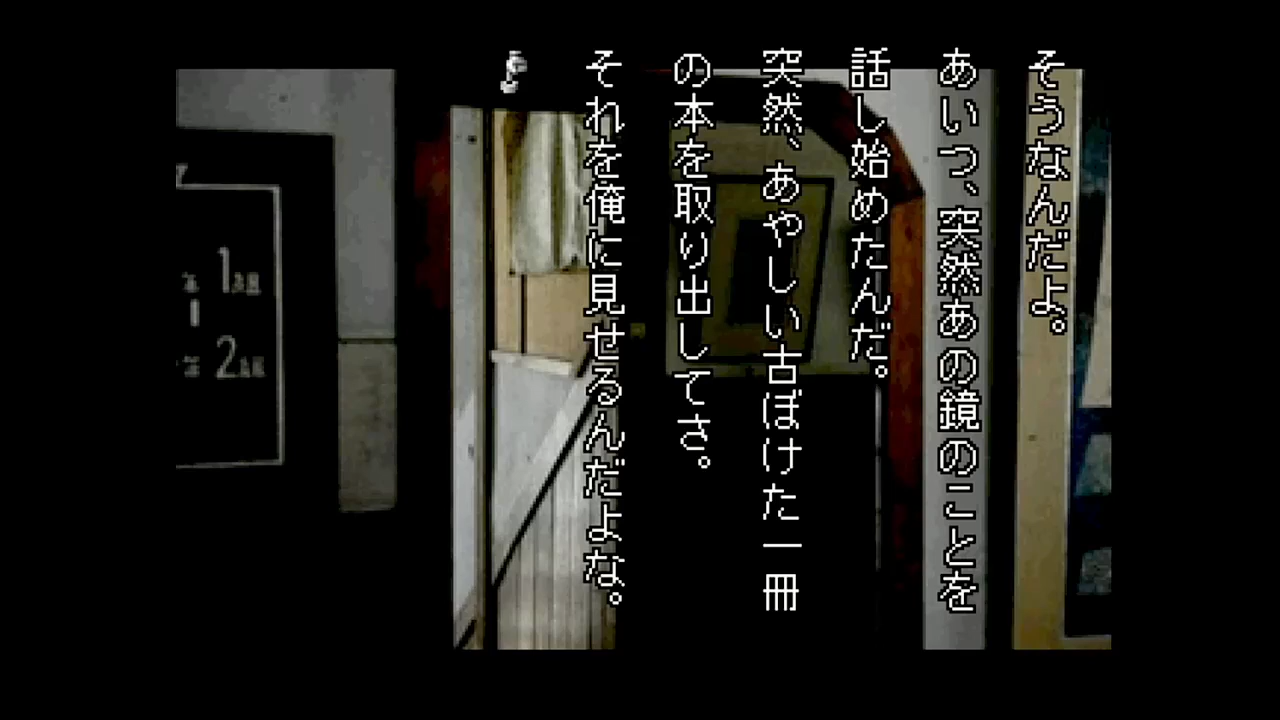 そうなんだよ。
あいつ、突然あの鏡のことを
話し始めたんだ。
突然、あやしい古ぼけた一冊
の本を取り出してさ。
それを俺に見せるんだよな。
1
2